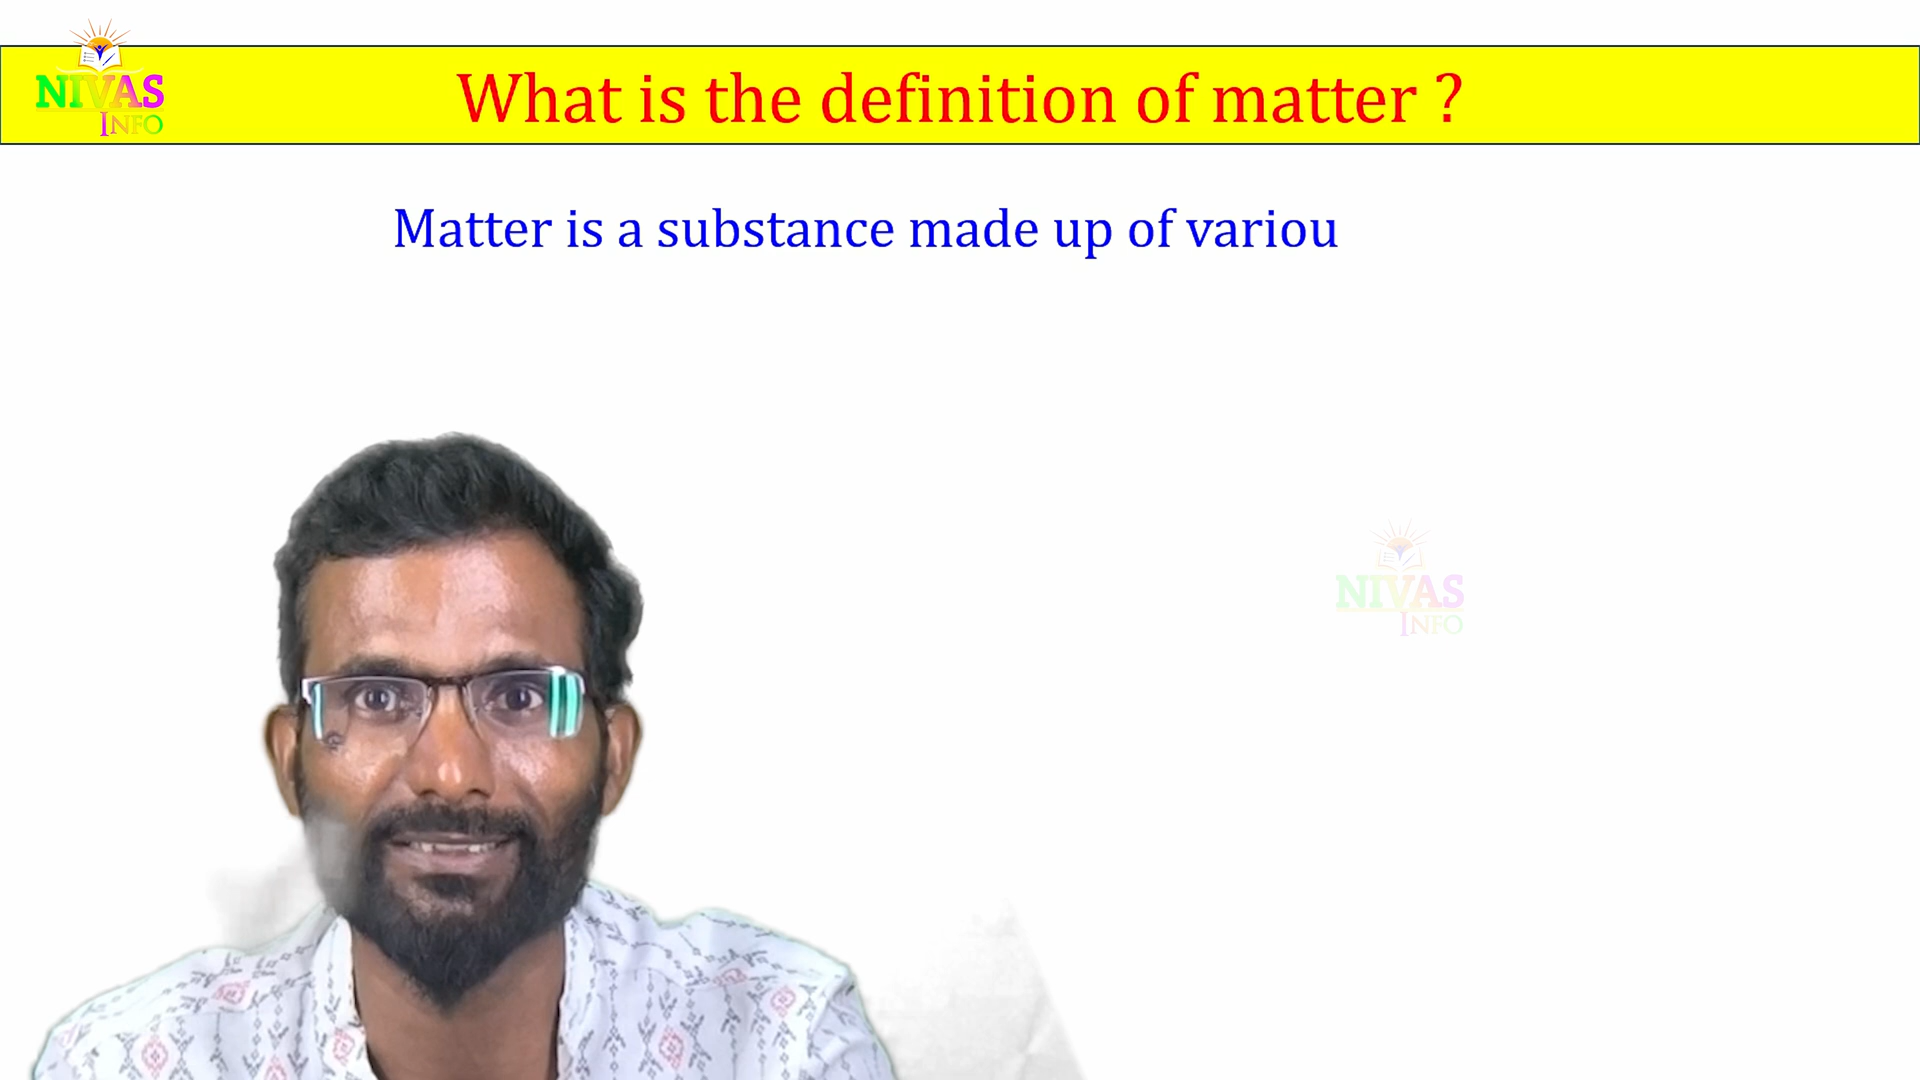 NIVAS
INFO
What is the definition of matter ?
Matter is a substance made up of variou
NIVAS
INFO